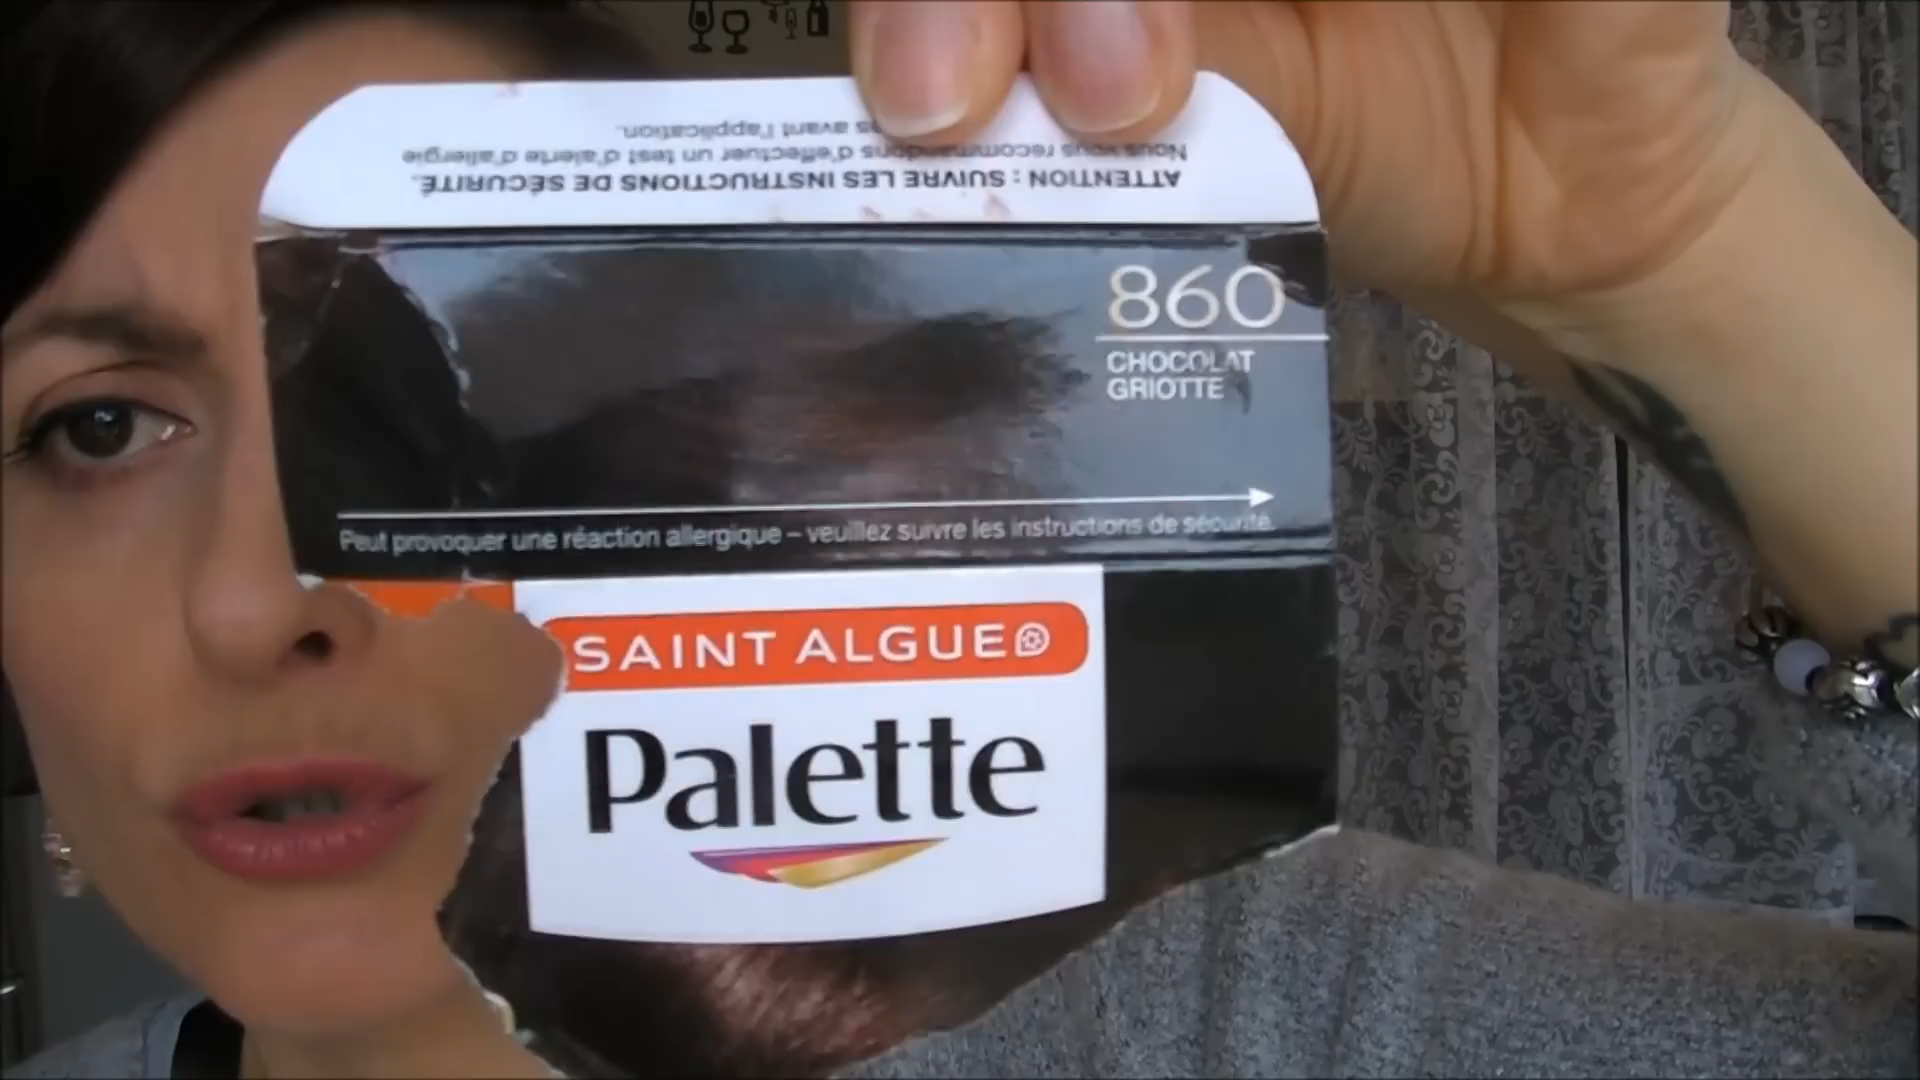 ATTENTION : SUIVRE LES INSTRUCTIONS DE SÉCURITÉ.
Nous vous recommandons d'effectuer un test d'alerte d'allergie
avant l'application.
860
CHOCOLAT
GRIOTTE
Peut provoquer une réaction allergique – veuillez suivre les instructions de sécurité.
SAINT ALGUE
Palette